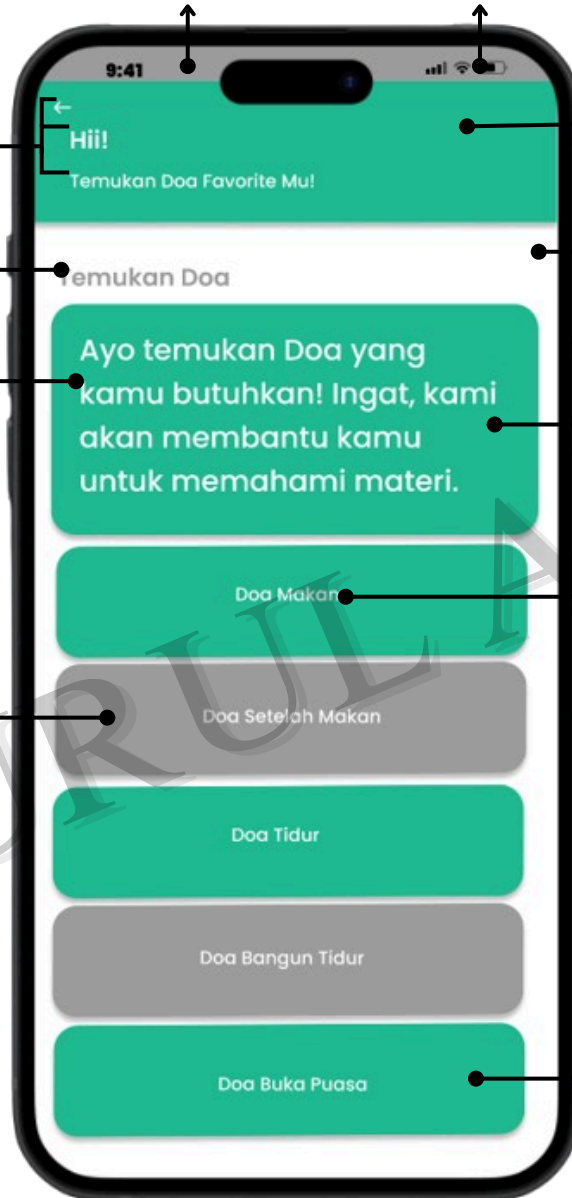 9:41
Hii!
Temukan Doa Favorite Mu!
Temukan Doa
Ayo temukan Doa yang
kamu butuhkan! Ingat, kami
akan membantu kamu
untuk memahami materi.
Doa Makan
Doa Setelah Makan
Doa Tidur
Doa Bangun Tidur
Doa Buka Puasa
URUL A